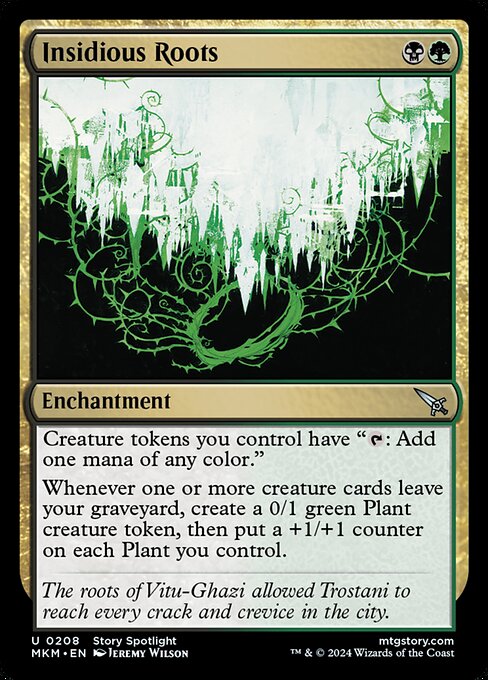 Insidious Roots
Enchantment
Creature tokens you control have “T: Add
one mana of any color.”
Whenever one or more creature cards leave
your graveyard, create a 0/1 green Plant
creature token, then put a +1/+1 counter
on each Plant you control.
The roots of Vitu-Ghazi allowed Trostani to
reach every crack and crevice in the city.
U 0208 Story Spotlight mtgstory.com
MKM • EN Jeremy Wilson ™ & © 2024 Wizards of the Coast